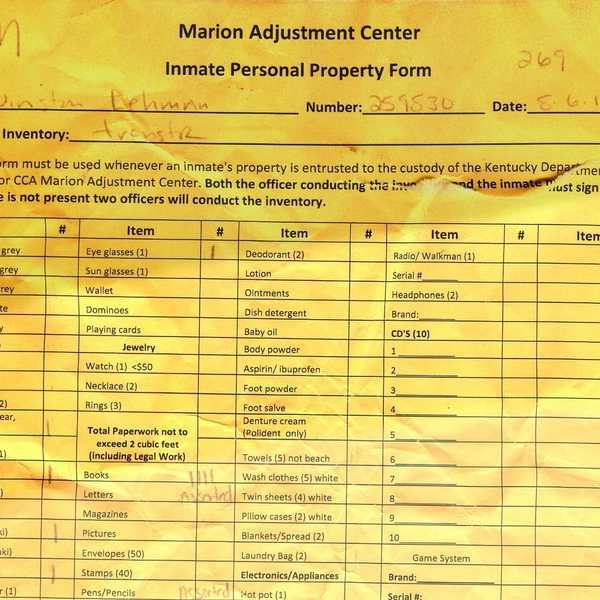 Marion Adjustment Center
269
Inmate Personal Property Form
Number: 259530 Date: 8.6.1
Inventory: transfr
orm must be used whenever an inmate's property is entrusted to the custody of the Kentucky Department
or CCA Marion Adjustment Center. Both the officer conducting the inventory and the inmate must sign
e is not present two officers will conduct the inventory.
# Item # Item # Item # Item
grey Eye glasses (1) 1 Deodorant (2) Radio/ Walkman (1)
grey Sun glasses (1) Lotion Serial #
rey Wallet Ointments Headphones (2)
te Dominoes Dish detergent Brand:
y Playing cards Baby oil CD'S (10)
Jewelry Body powder 1
Watch (1) <$50 Aspirin/ ibuprofen 2
Necklace (2) Foot powder 3
2) Rings (3) Foot salve 4
ear, 1 Total Paperwork not to exceed 2 cubic feet (including Legal Work) Denture cream (Polident only) 5
Towels (5) not beach 6
1 Books 1111 Wash clothes (5) white 7
Letters assorted Twin sheets (4) white 8
Magazines Pillow cases (2) white 9
ki) 1 Pictures Blankets/Spread (2) 10
aki) Envelopes (50) Laundry Bag (2) Game System
1 Stamps (40) Electronics/Appliances Brand:
r (1) Pens/Pencils assorted Hot pot (1) Serial #: